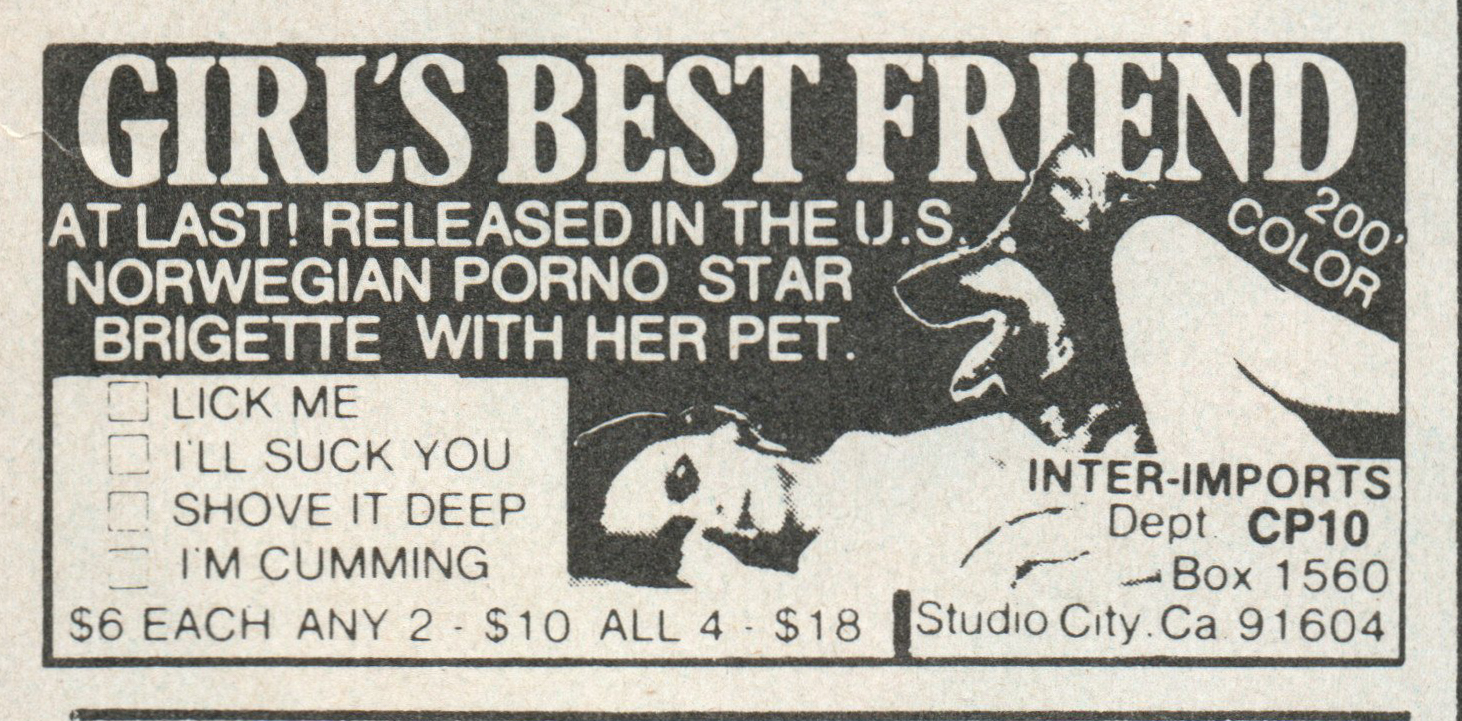 GIRL'S BEST FRIEND
AT LAST! RELEASED IN THE U.S.
NORWEGIAN PORNO STAR
BRIGETTE WITH HER PET.
200'
COLOR
LICK ME
I'LL SUCK YOU
SHOVE IT DEEP
I'M CUMMING
$6 EACH ANY 2 - $10 ALL 4 - $18
INTER-IMPORTS
Dept. CP10
Box 1560
Studio City. Ca 91604